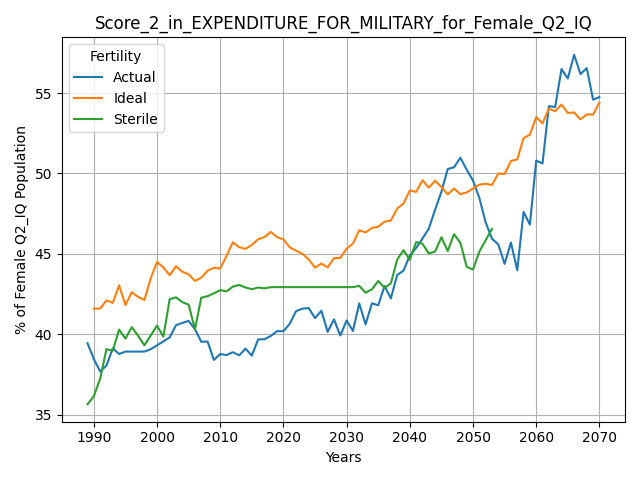 Score_2_in_EXPENDITURE_FOR_MILITARY_for_Female_Q2_IQ
Fertility
Actual
Ideal
Sterile
% of Female Q2_IQ Population
55
50
45
40
35
1990 2000 2010 2020 2030 2040 2050 2060 2070
Years